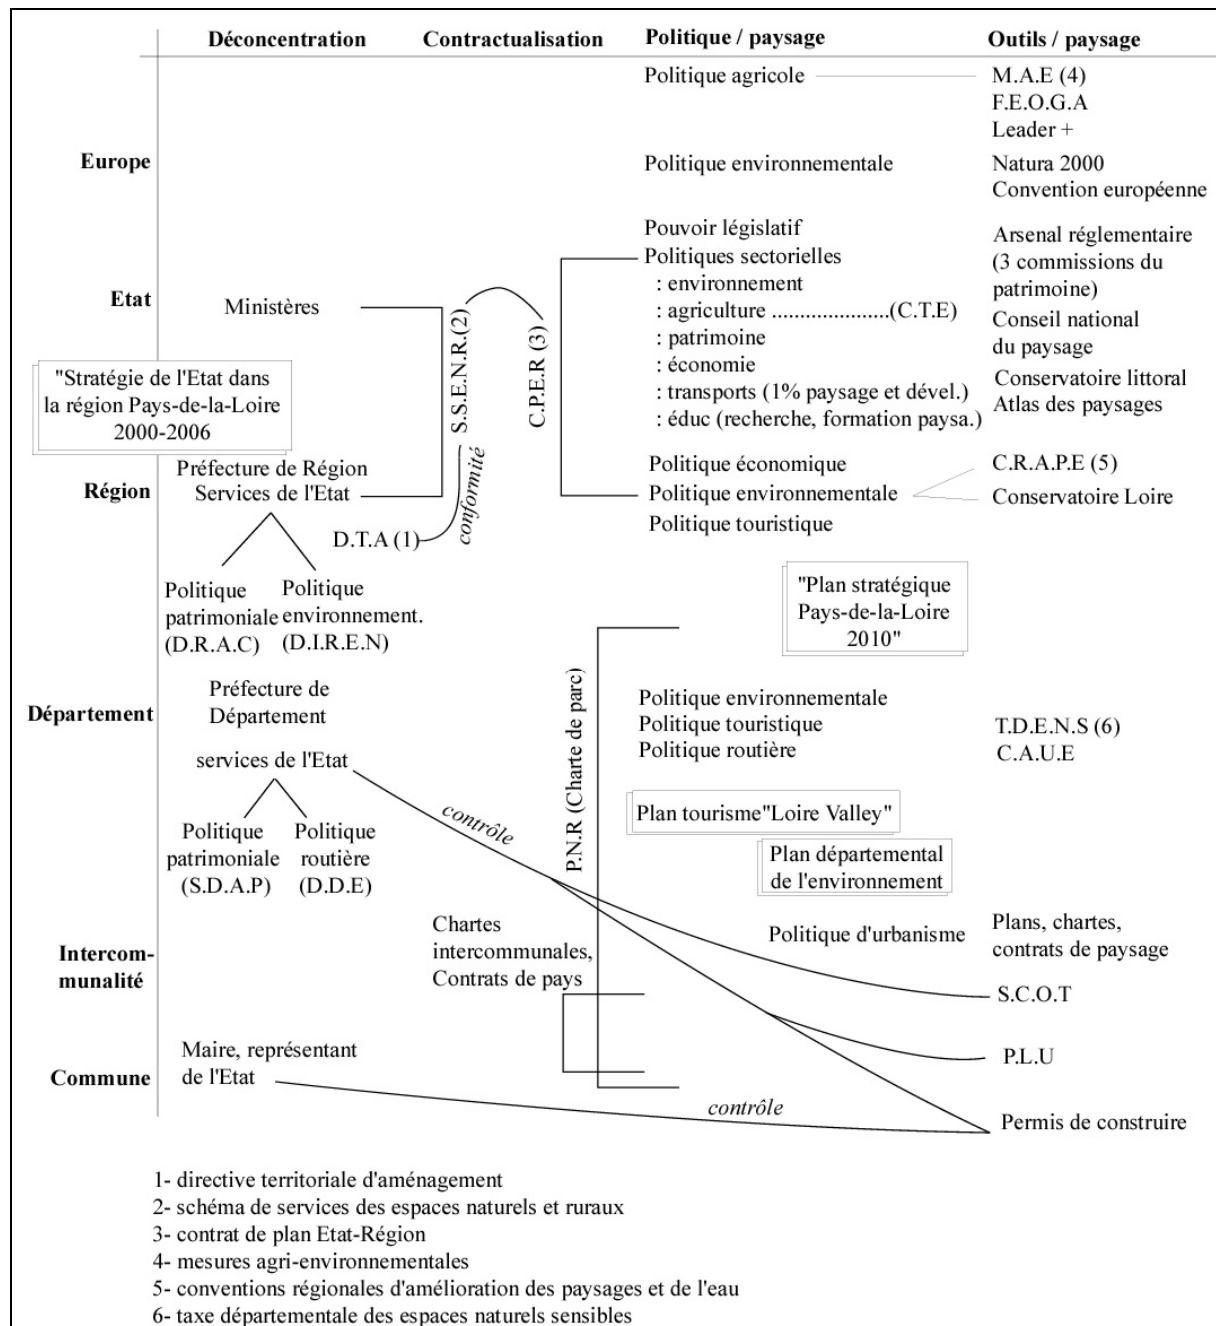 Déconcentration Contractualisation Politique / paysage Outils / paysage
Politique agricole M.A.E (4)
F.E.O.G.A
Leader +
Europe Politique environnementale Natura 2000
Convention européenne
Pouvoir législatif
Politiques sectorielles
: environnement
: agriculture .....................(C.T.E)
: patrimoine
: économie
: transports (1% paysage et dével.)
: éduc (recherche, formation paysa.)
Arsenal réglementaire
(3 commissions du
patrimoine)
Conseil national
du paysage
Conservatoire littoral
Atlas des paysages
Etat Ministères
S.S.E.N.R.(2)
C.P.E.R (3)
"Stratégie de l'Etat dans
la région Pays-de-la-Loire
2000-2006
Préfecture de Région
Région Services de l'Etat
conformité
D.T.A (1)
Politique économique
Politique environnementale
Politique touristique
C.R.A.P.E (5)
Conservatoire Loire
Politique
patrimoniale
(D.R.A.C)
Politique
environnement.
(D.I.R.E.N)
"Plan stratégique
Pays-de-la-Loire
2010"
Département
Préfecture de
Département
services de l'Etat
P.N.R (Charte de parc)
Politique environnementale
Politique touristique
Politique routière
T.D.E.N.S (6)
C.A.U.E
contrôle
Politique
patrimoniale
(S.D.A.P)
Politique
routière
(D.D.E)
Plan tourisme"Loire Valley"
Plan départemental
de l'environnement
Intercom-
munalité
Chartes
intercommunales,
Contrats de pays
Politique d'urbanisme
Plans, chartes,
contrats de paysage
S.C.O.T
P.L.U
Commune
Maire, représentant
de l'Etat
contrôle
Permis de construire
1- directive territoriale d'aménagement
2- schéma de services des espaces naturels et ruraux
3- contrat de plan Etat-Région
4- mesures agri-environnementales
5- conventions régionales d'amélioration des paysages et de l'eau
6- taxe départementale des espaces naturels sensibles